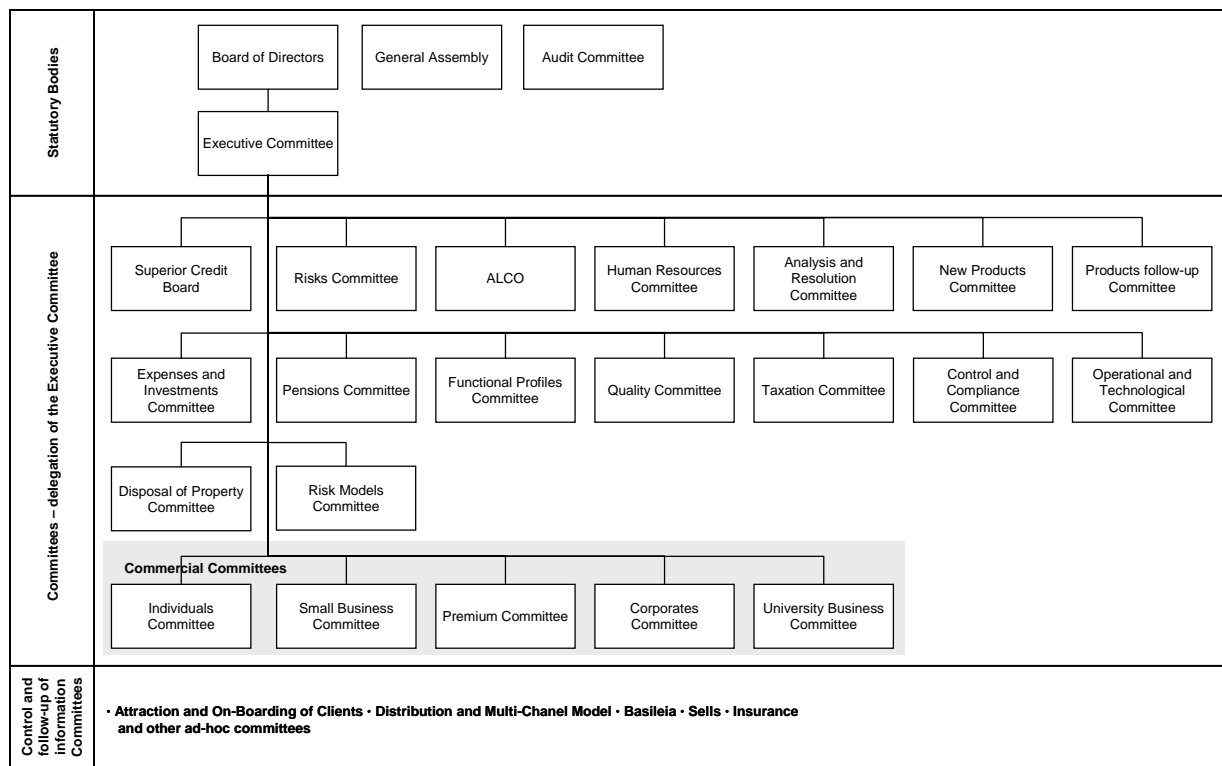 Statutory Bodies
Board of Directors
General Assembly
Audit Committee
Executive Committee
Committees – delegation of the Executive Committee
Superior Credit
Board
Risks Committee
ALCO
Human Resources
Committee
Analysis and
Resolution
Committee
New Products
Committee
Products follow-up
Committee
Expenses and
Investments
Committee
Pensions Committee
Functional Profiles
Committee
Quality Committee
Taxation Committee
Control and
Compliance
Committee
Operational and
Technological
Committee
Disposal of Property
Committee
Risk Models
Committee
Commercial Committees
Individuals
Committee
Small Business
Committee
Premium Committee
Corporates
Committee
University Business
Committee
Control and
follow-up of
information
Committees
· Attraction and On-Boarding of Clients · Distribution and Multi-Chanel Model · Basileia · Sells · Insurance
and other ad-hoc committees